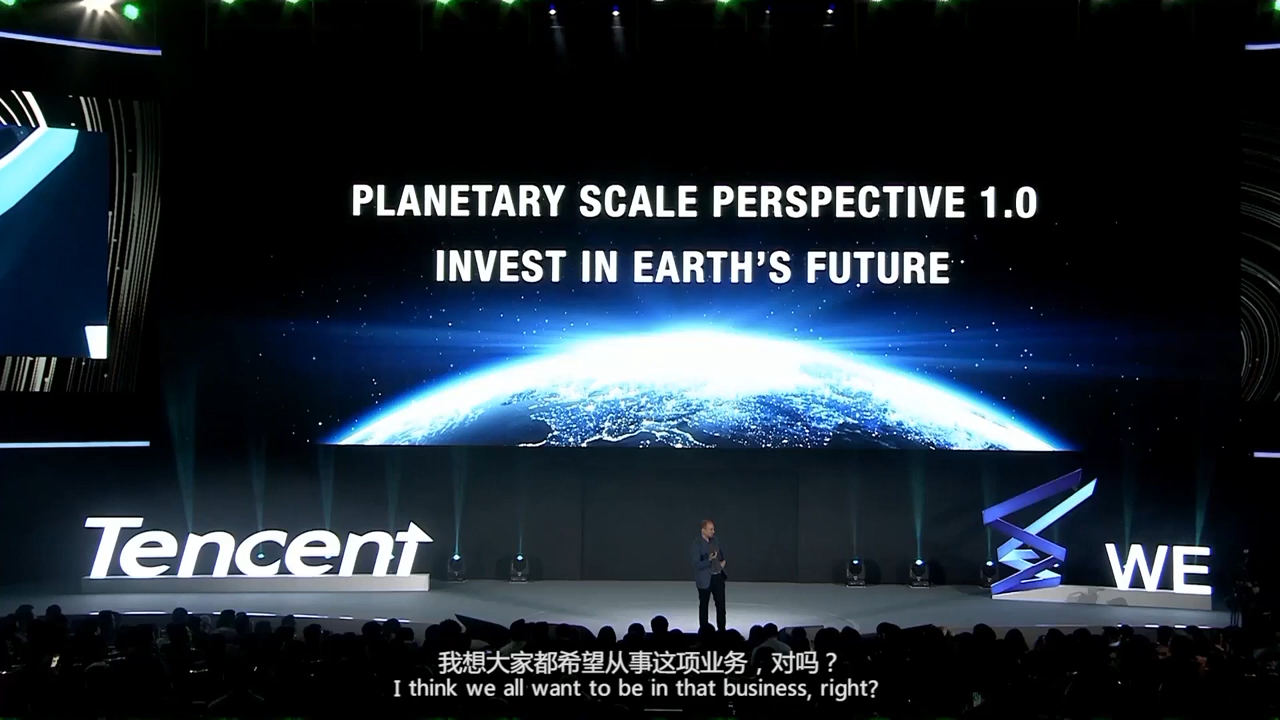 PLANETARY SCALE PERSPECTIVE 1.0
INVEST IN EARTH’S FUTURE
Tencent
WE
我想大家都希望从事这项业务，对吗？
I think we all want to be in that business, right?